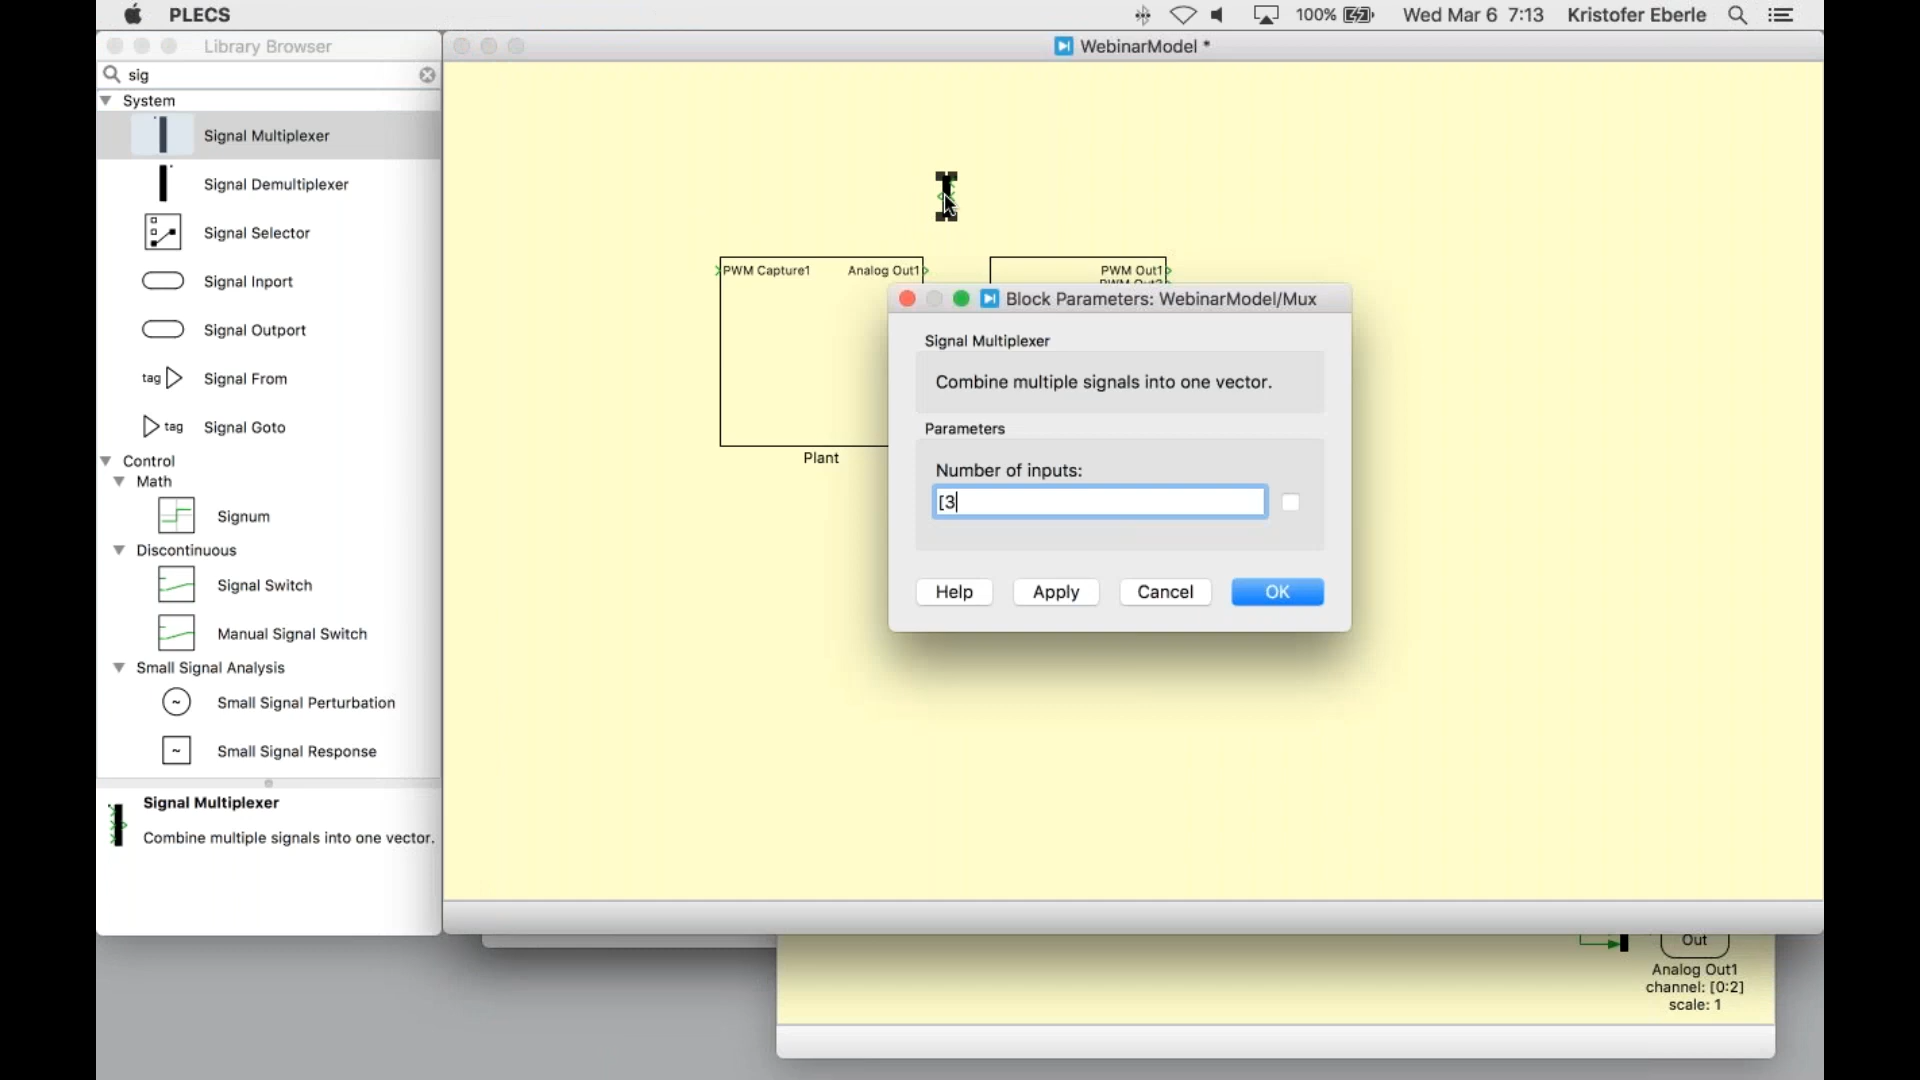 PLECS
100%
Wed Mar 6 7:13
Kristofer Eberle
Library Browser
WebinarModel *
sig
System
Signal Multiplexer
Signal Demultiplexer
Signal Selector
Signal Inport
Signal Outport
tag
Signal From
tag
Signal Goto
Control
Math
Signum
Discontinuous
Signal Switch
Manual Signal Switch
Small Signal Analysis
~
Small Signal Perturbation
~
Small Signal Response
Signal Multiplexer
Combine multiple signals into one vector.
PWM Capture1
Analog Out1
Plant
PWM Out1
Block Parameters: WebinarModel/Mux
Signal Multiplexer
Combine multiple signals into one vector.
Parameters
Number of inputs:
[3
Help
Apply
Cancel
OK
Out
Analog Out1
channel: [0:2]
scale: 1